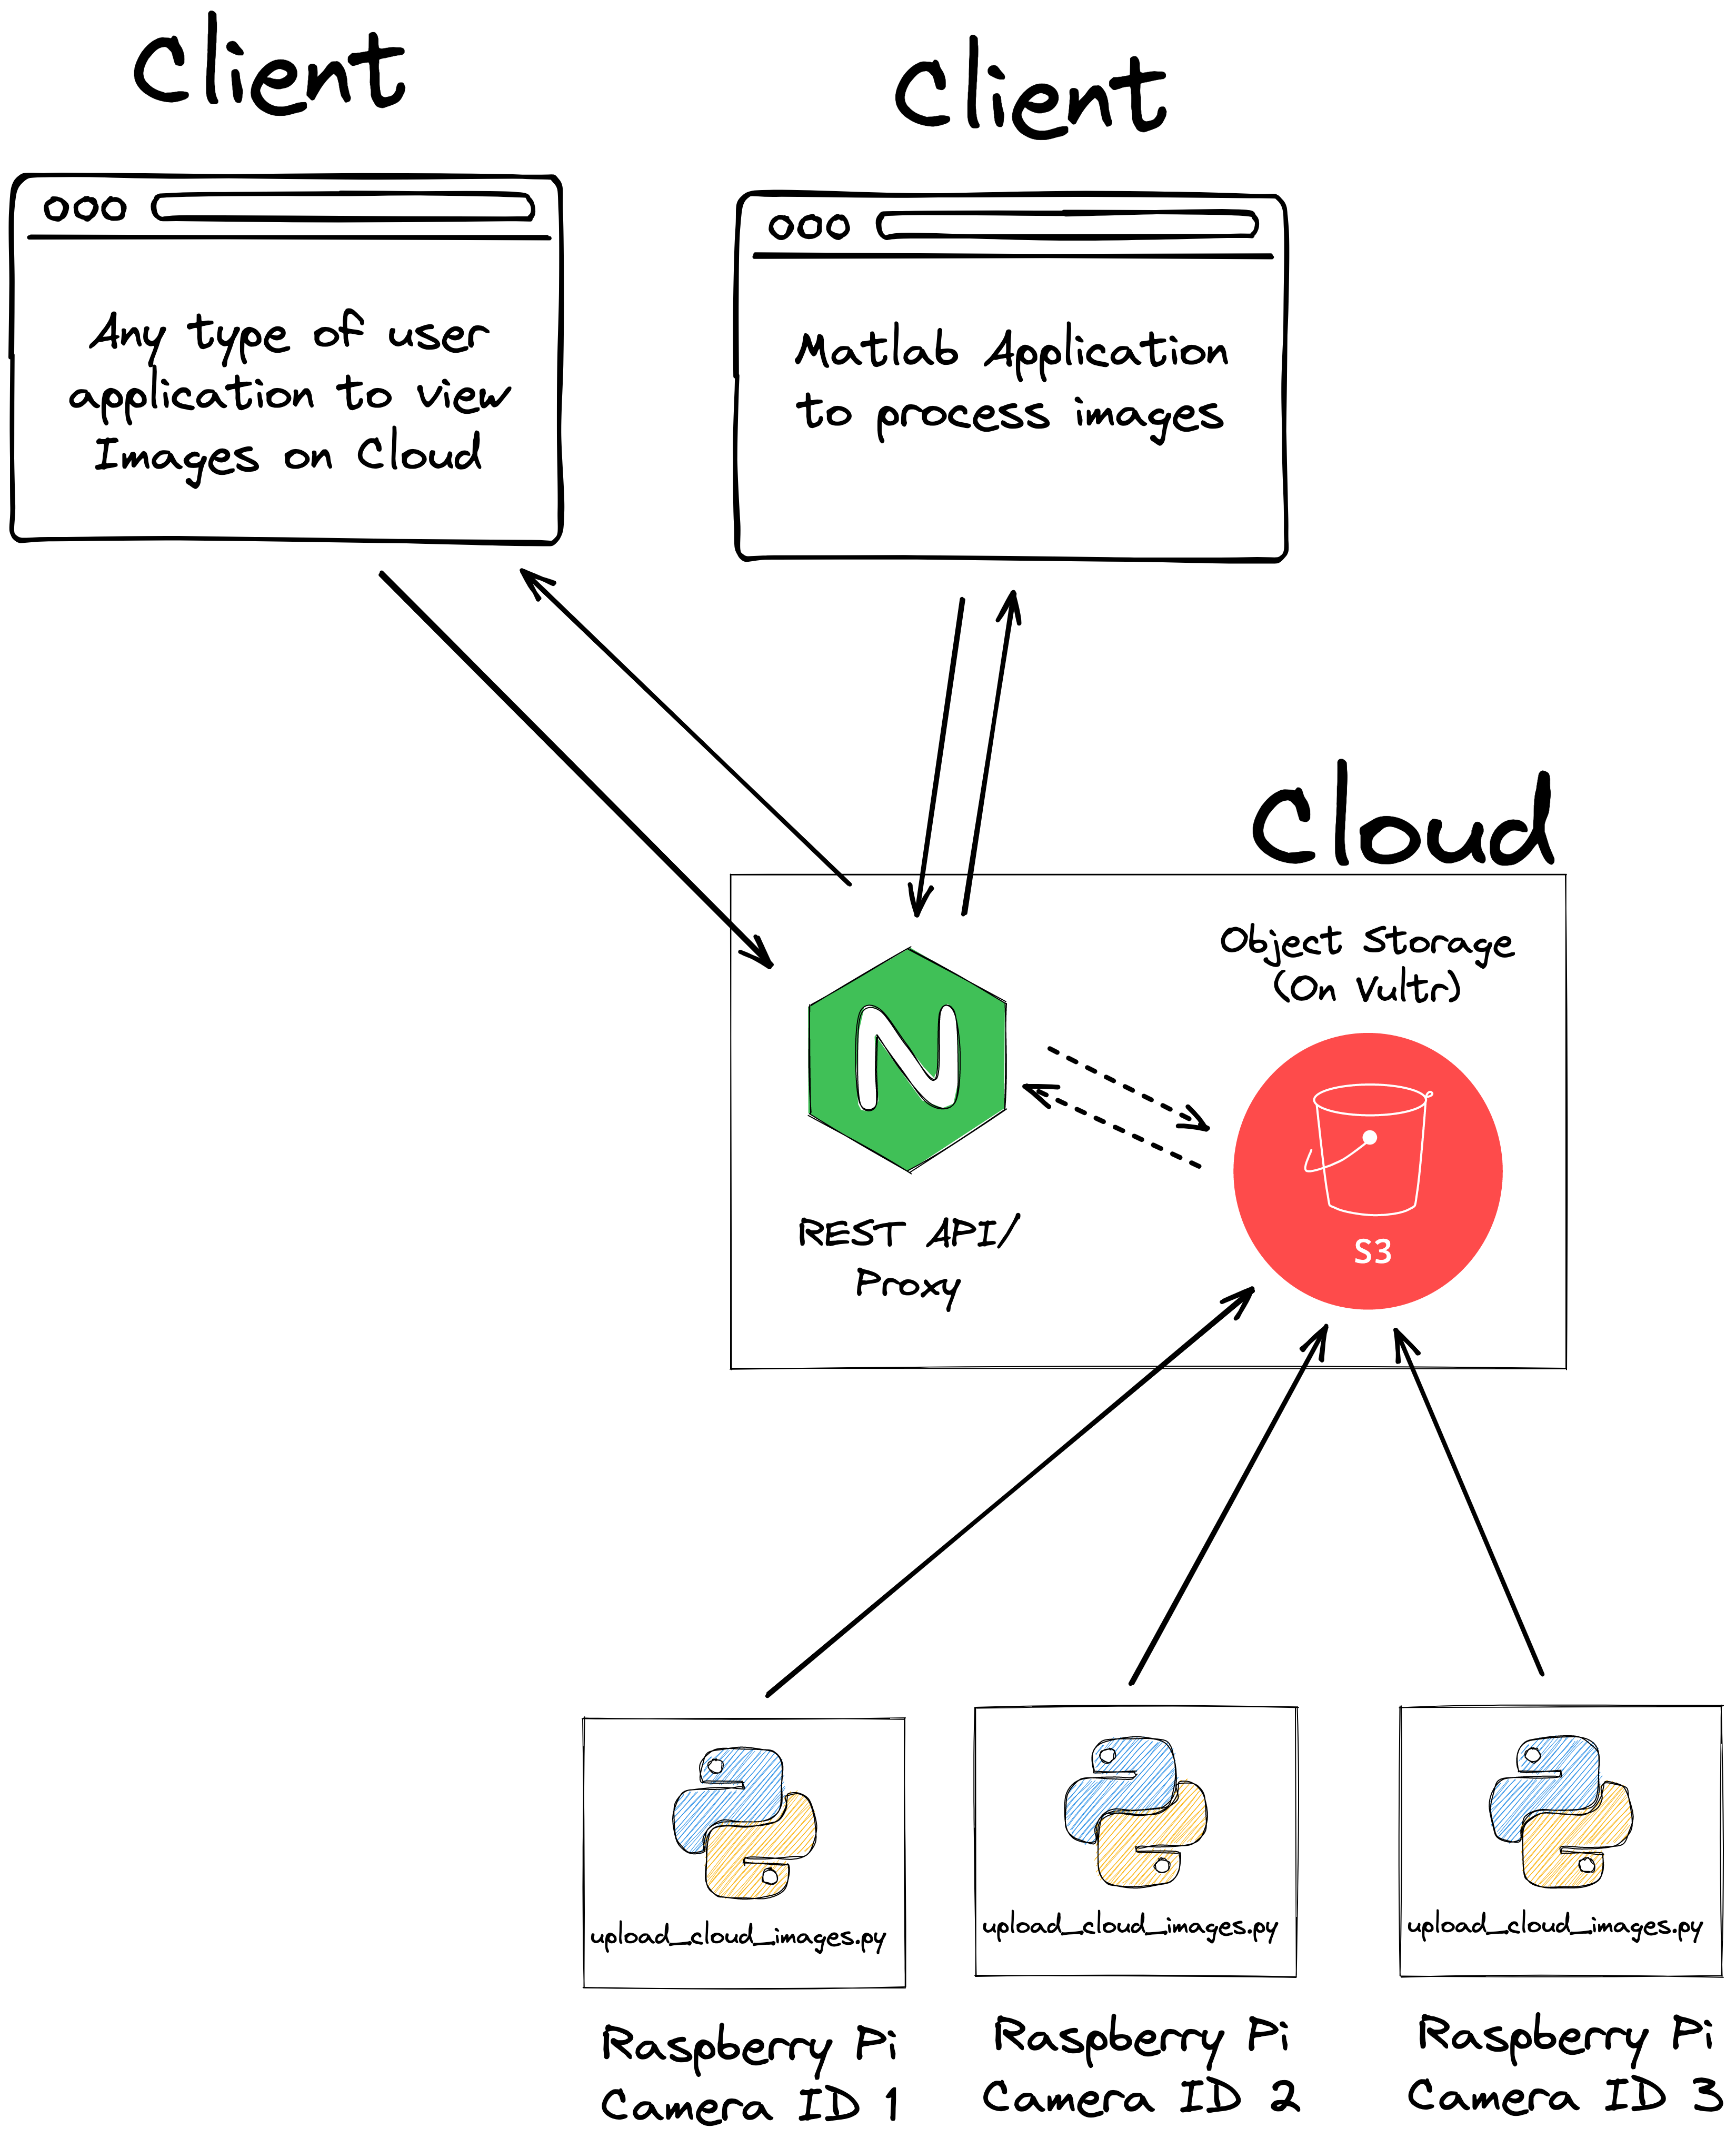 Client
Any type of user
application to view
Images on Cloud
Client
Matlab Application
to process images
Cloud
N
REST API/
Proxy
Object Storage
(On Vultr)
S3
upload_cloud_images.py
Raspberry Pi
Camera ID 1
upload_cloud_images.py
Raspberry Pi
Camera ID 2
upload_cloud_images.py
Raspberry Pi
Camera ID 3